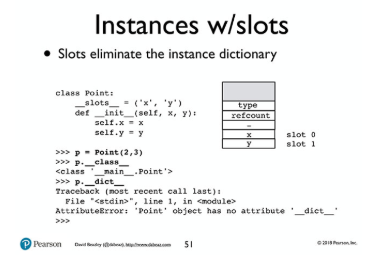 Instances w/slots
• Slots eliminate the instance dictionary
class Point:
    __slots__ = ('x', 'y')
    def __init__(self, x, y):
        self.x = x
        self.y = y
type
refcount
-
x slot 0
y slot 1
>>> p = Point(2,3)
>>> p.__class__
<class '__main__.Point'>
>>> p.__dict__
Traceback (most recent call last):
  File "<stdin>", line 1, in <module>
AttributeError: 'Point' object has no attribute '__dict__'
>>>
Pearson David Beazley (@dabeaz), http://www.dabeaz.com 51 © 2018 Pearson, Inc.